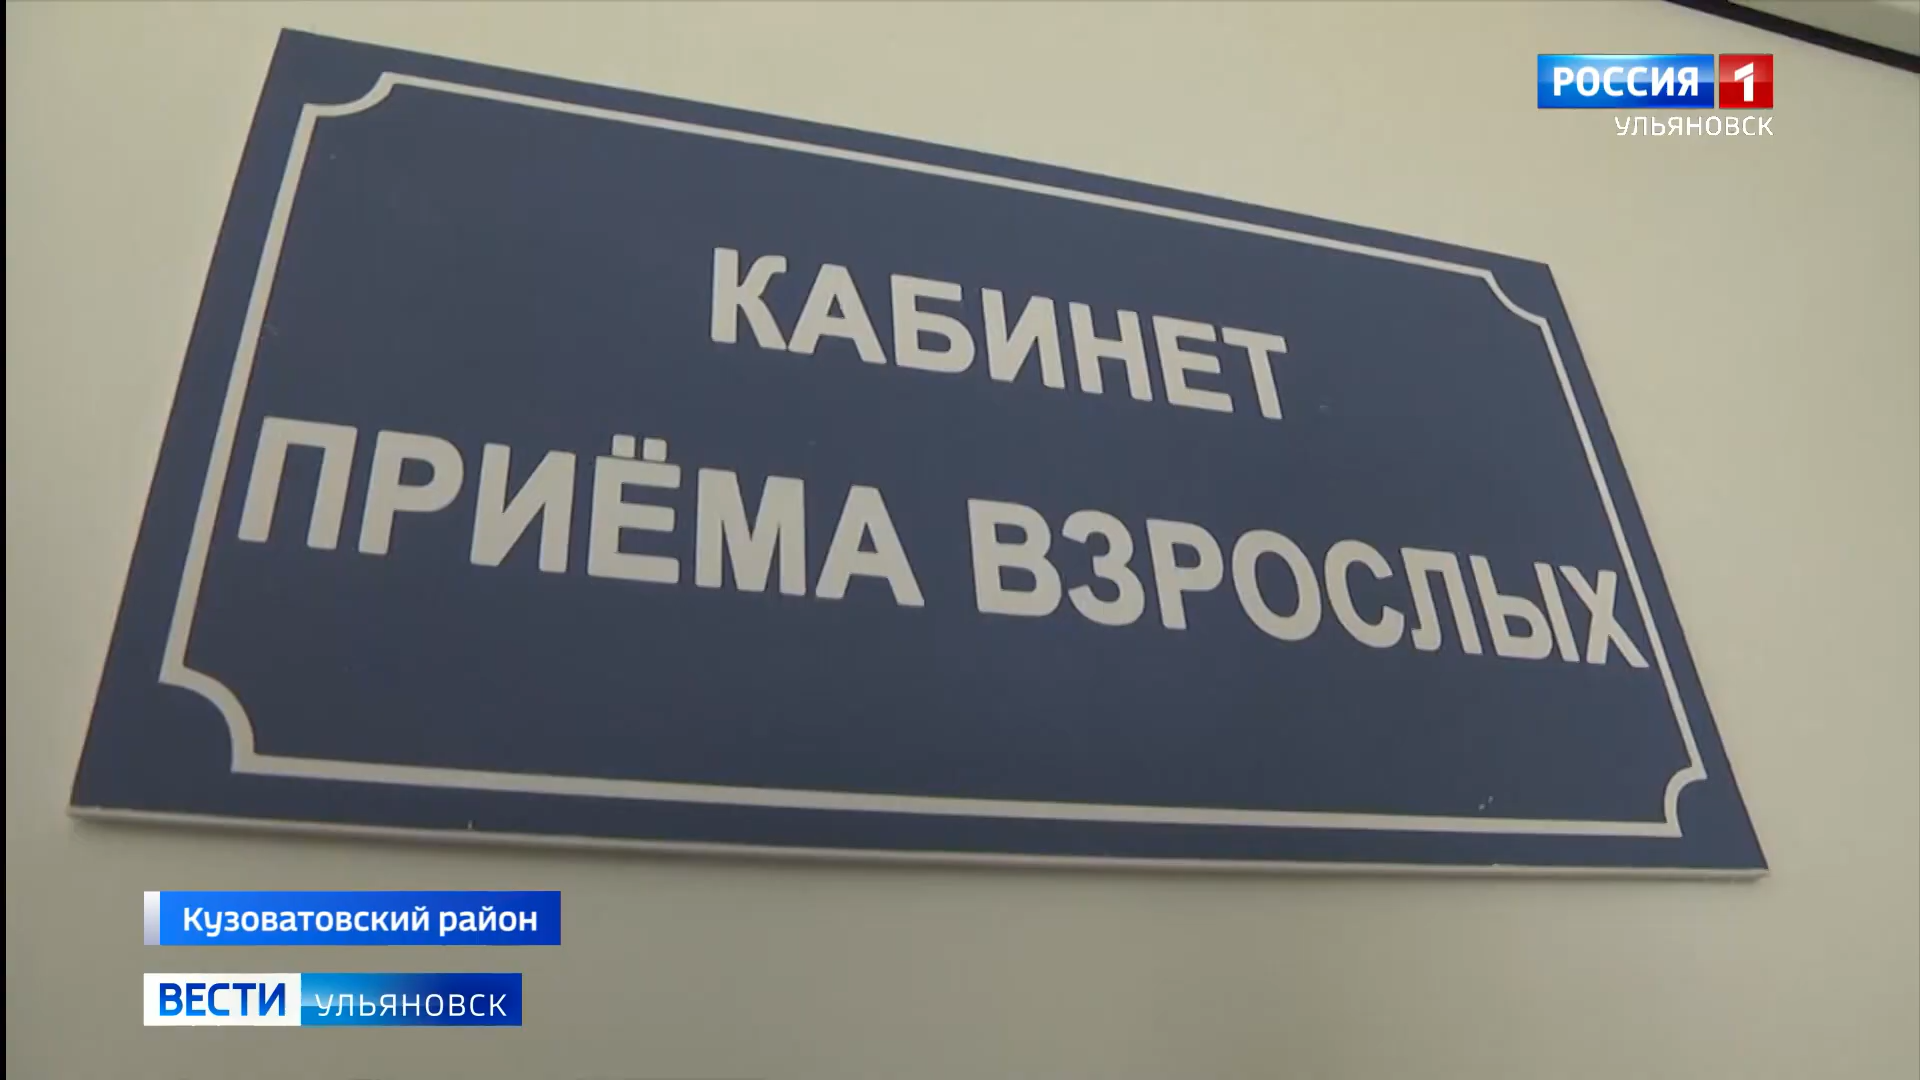 РОССИЯ 1
УЛЬЯНОВСК
КАБИНЕТ
ПРИЁМА ВЗРОСЛЫХ
Кузоватовский район
ВЕСТИ УЛЬЯНОВСК